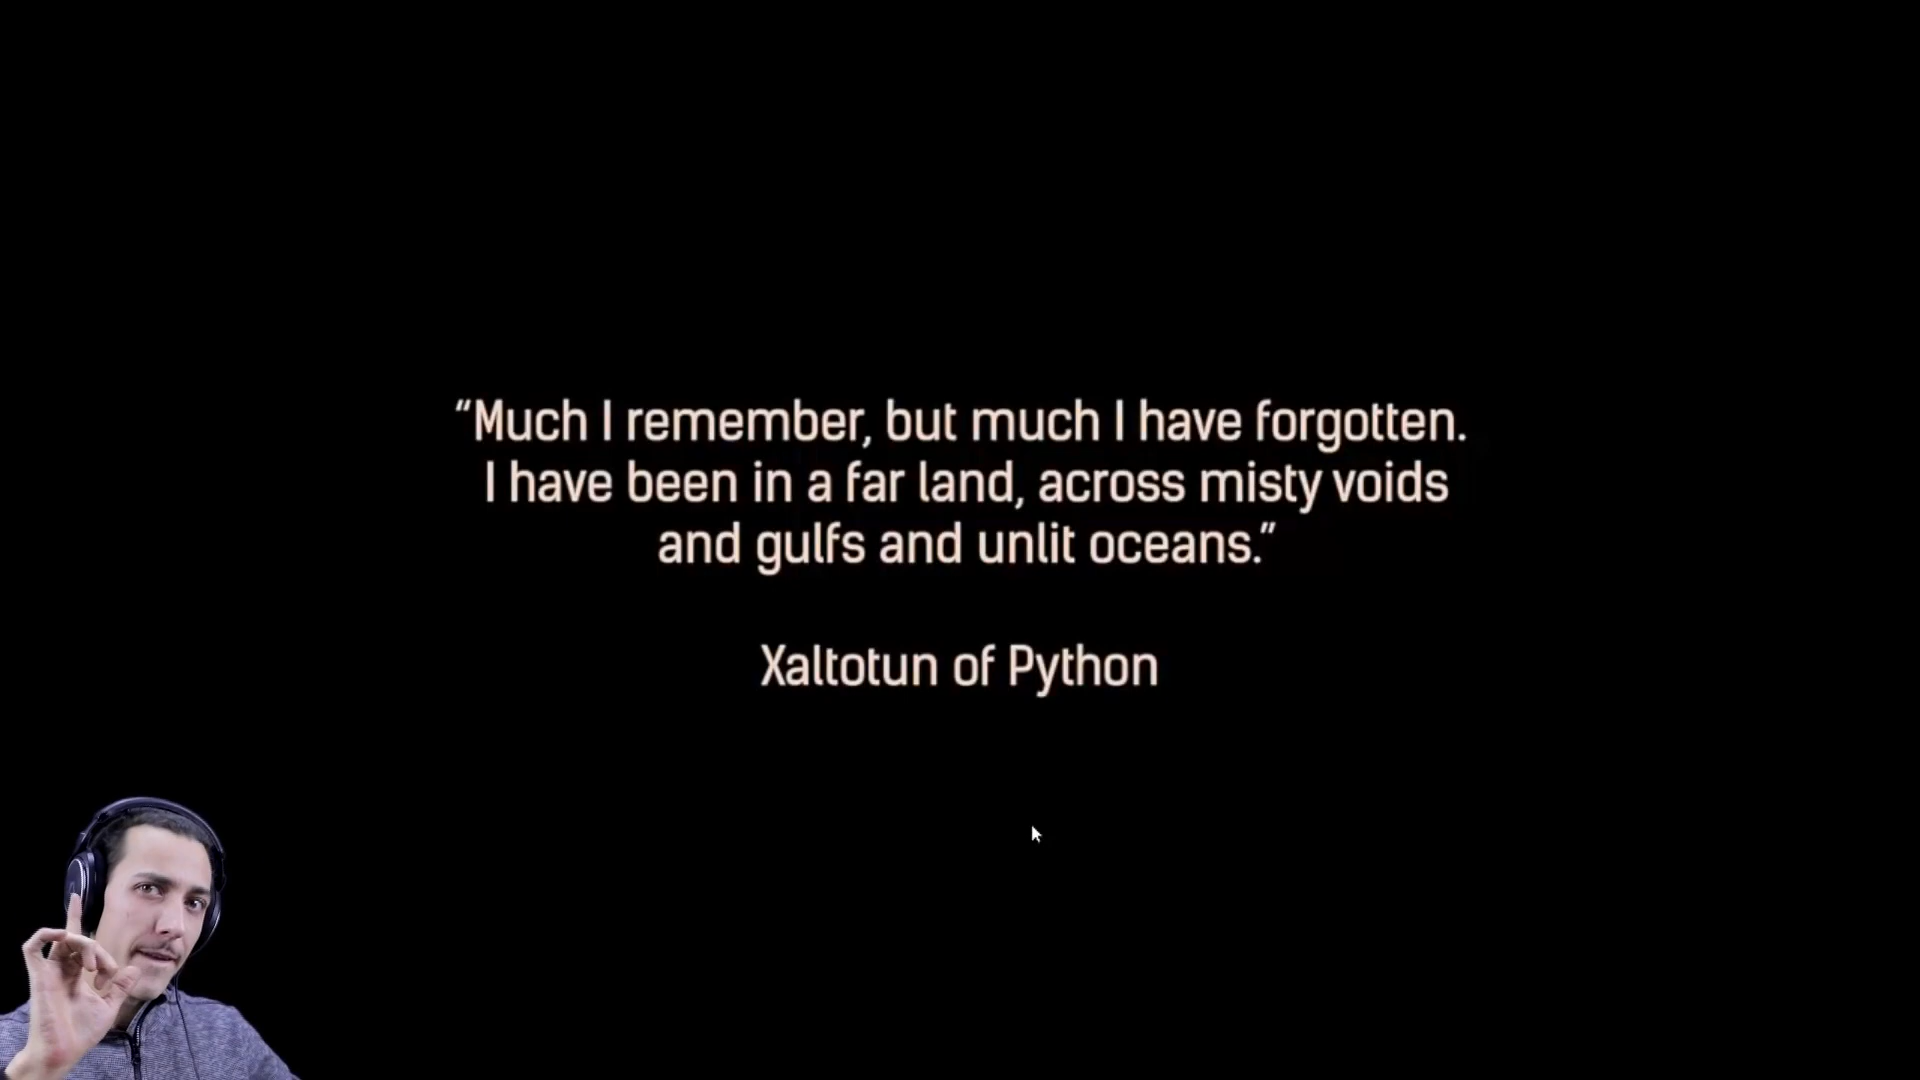 “Much I remember, but much I have forgotten.
I have been in a far land, across misty voids
and gulfs and unlit oceans.”
Xaltotun of Python